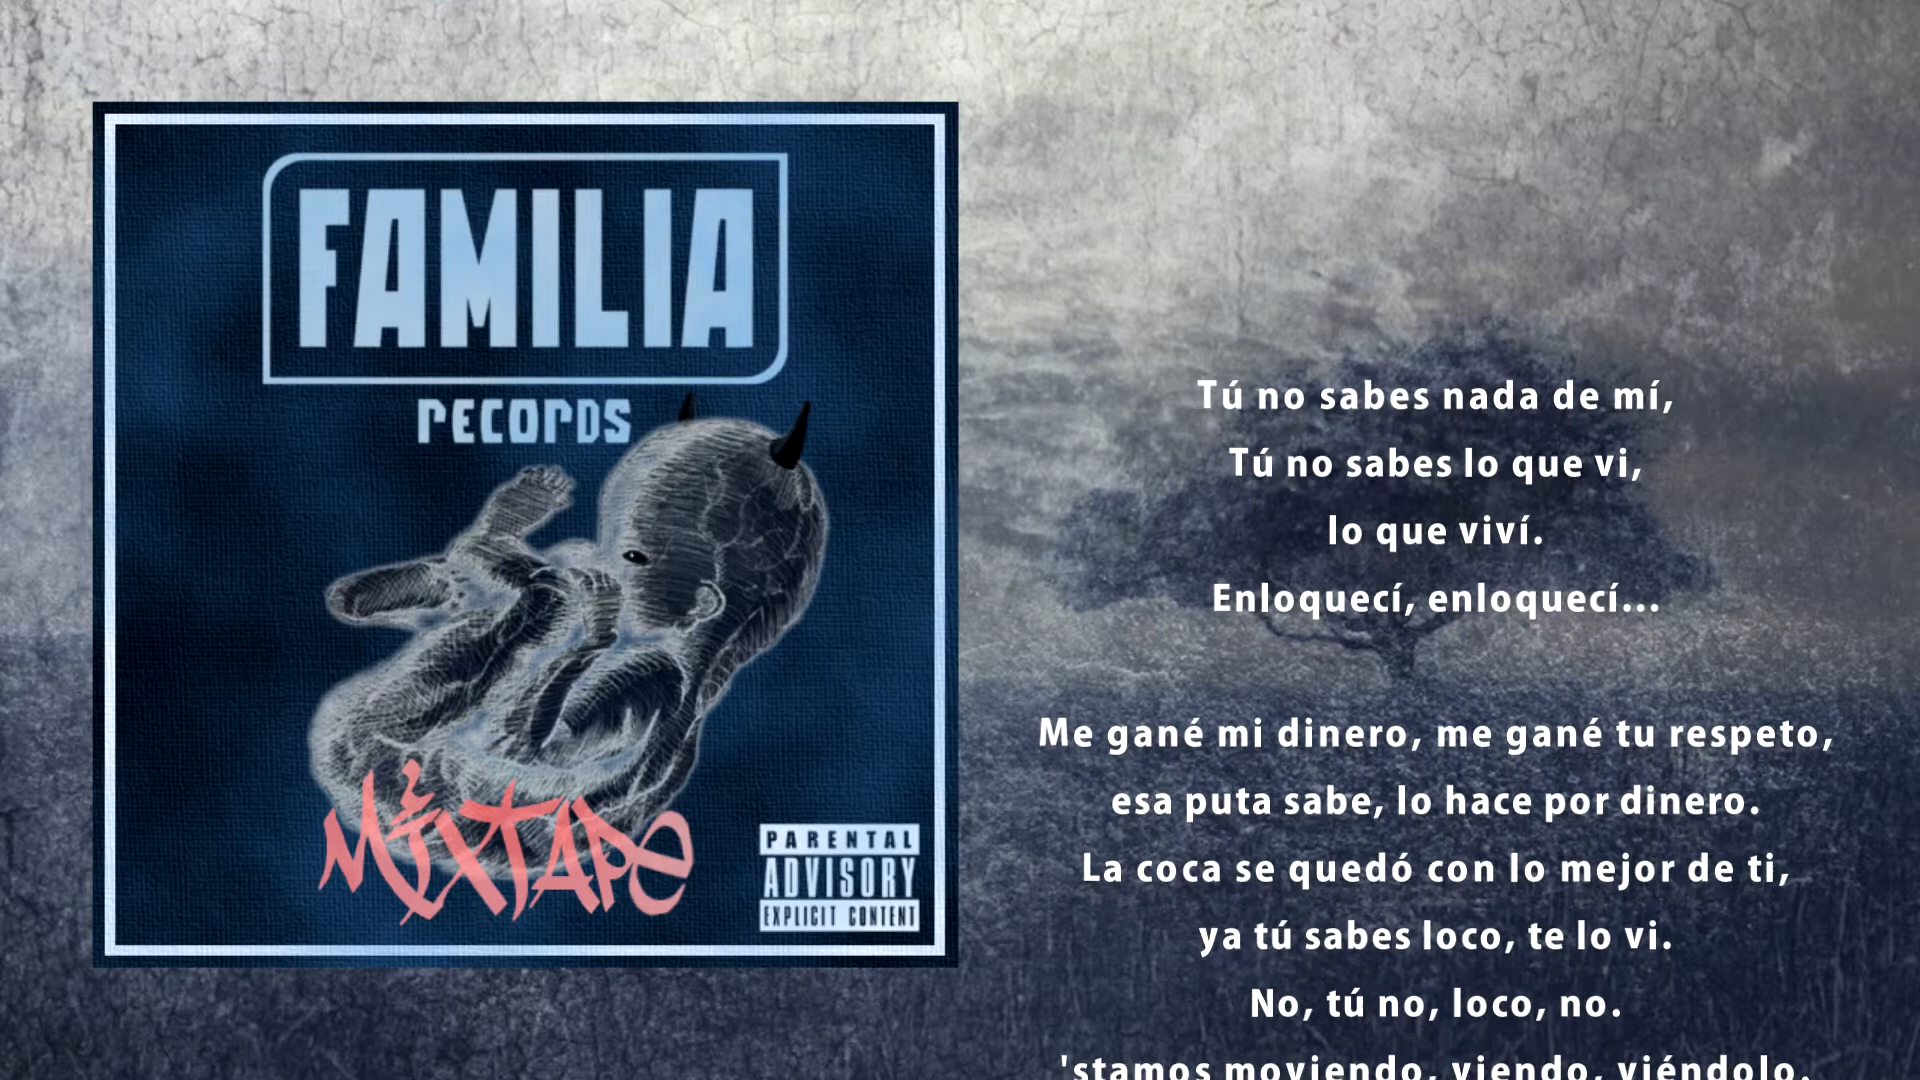 FAMILIA
RECORDS
MIXTAPE
PARENTAL
ADVISORY
EXPLICIT CONTENT
Tú no sabes nada de mí,
Tú no sabes lo que vi,
lo que viví.
Enloquecí, enloquecí...
Me gané mi dinero, me gané tu respeto,
esa puta sabe, lo hace por dinero.
La coca se quedó con lo mejor de ti,
ya tú sabes loco, te lo vi.
No, tú no, loco, no.
'stamos moviendo, viendo, viéndolo.